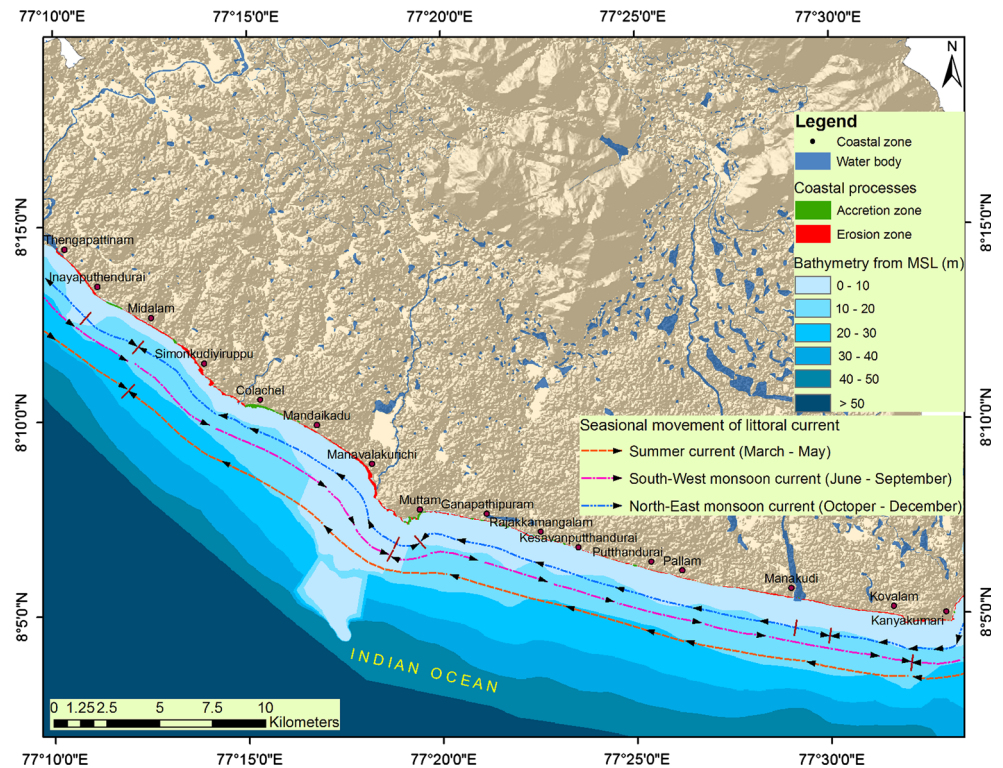 77°10'0"E 77°15'0"E 77°20'0"E 77°25'0"E 77°30'0"E
N
Legend
Coastal zone
Water body
Coastal processes
Accretion zone
Erosion zone
Bathymetry from MSL (m)
0 - 10
10 - 20
20 - 30
30 - 40
40 - 50
> 50
Seasional movement of littoral current
Summer current (March - May)
South-West monsoon current (June - September)
North-East monsoon current (Octoper - December)
8°15'0"N
8°15'0"N
8°10'0"N
8°10'0"N
8°5'0"N
8°5'0"N
Thengapattinam
Inayaputhendurai
Midalam
Simonkudiyiruppu
Colachel
Mandaikadu
Manavalakurichi
Muttam
Ganapathipuram
Rajakkamangalam
Kesavanputthandurai
Putthandurai
Pallam
Manakudi
Kovalam
Kanyakumari
INDIAN OCEAN
0 1.25 2.5 5 7.5 10
Kilometers
77°10'0"E 77°15'0"E 77°20'0"E 77°25'0"E 77°30'0"E